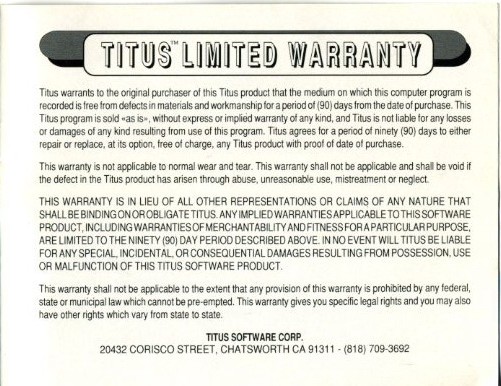 TITUS™ LIMITED WARRANTY
Titus warrants to the original purchaser of this Titus product that the medium on which this computer program is
recorded is free from defects in materials and workmanship for a period of (90) days from the date of purchase. This
Titus program is sold «as is», without express or implied warranty of any kind, and Titus is not liable for any losses
or damages of any kind resulting from use of this program. Titus agrees for a period of ninety (90) days to either
repair or replace, at its option, free of charge, any Titus product with proof of date of purchase.
This warranty is not applicable to normal wear and tear. This warranty shall not be applicable and shall be void if
the defect in the Titus product has arisen through abuse, unreasonable use, mistreatment or neglect.
THIS WARRANTY IS IN LIEU OF ALL OTHER REPRESENTATIONS OR CLAIMS OF ANY NATURE THAT
SHALL BE BINDING ON OR OBLIGATE TITUS. ANY IMPLIED WARRANTIES APPLICABLE TO THIS SOFTWARE
PRODUCT, INCLUDING WARRANTIES OF MERCHANTABILITY AND FITNESS FOR A PARTICULAR PURPOSE,
ARE LIMITED TO THE NINETY (90) DAY PERIOD DESCRIBED ABOVE. IN NO EVENT WILL TITUS BE LIABLE
FOR ANY SPECIAL, INCIDENTAL, OR CONSEQUENTIAL DAMAGES RESULTING FROM POSSESSION, USE
OR MALFUNCTION OF THIS TITUS SOFTWARE PRODUCT.
This warranty shall not be applicable to the extent that any provision of this warranty is prohibited by any federal,
state or municipal law which cannot be pre-empted. This warranty gives you specific legal rights and you may also
have other rights which vary from state to state.
TITUS SOFTWARE CORP.
20432 CORISCO STREET, CHATSWORTH CA 91311 - (818) 709-3692